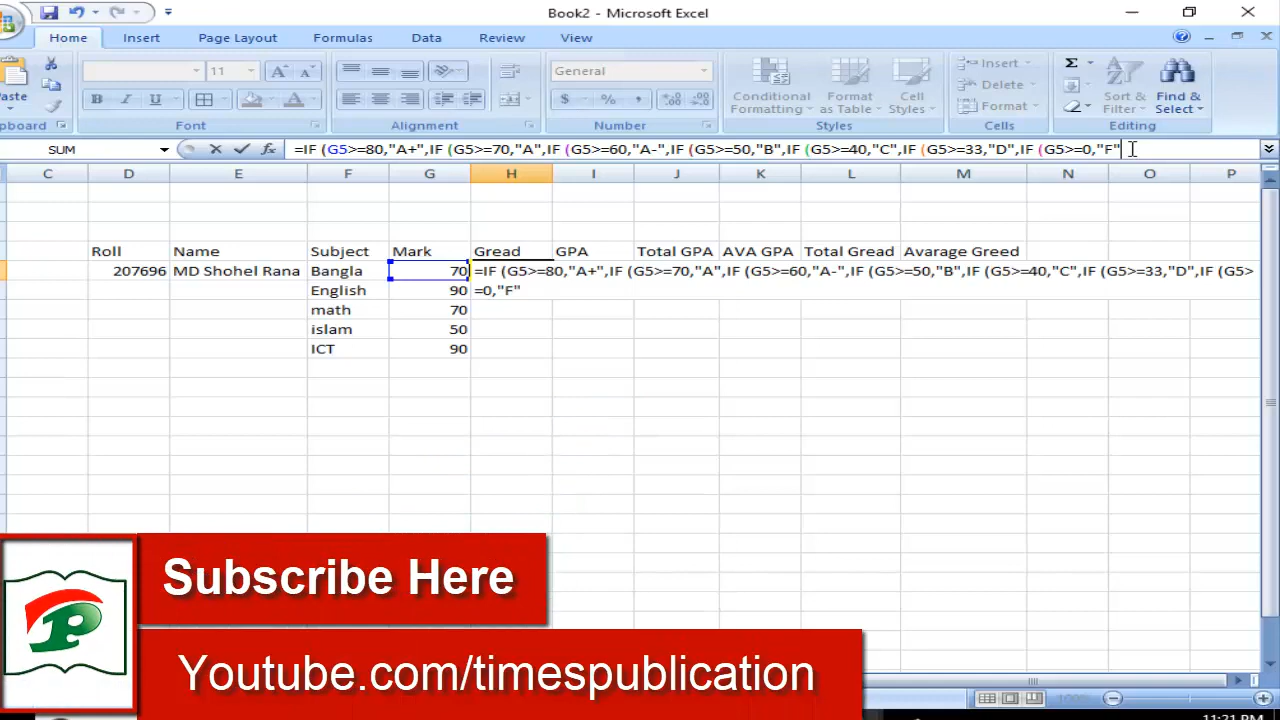 Book2 - Microsoft Excel
Home Insert Page Layout Formulas Data Review View
11 General Insert
Paste B I U $ % , Conditional Format Cell Delete Σ Sort & Find &
Formatting as Table Styles Format Filter Select
pboard Font Alignment Number Styles Cells Editing
SUM fx =IF (G5>=80,"A+",IF (G5>=70,"A",IF (G5>=60,"A-",IF (G5>=50,"B",IF (G5>=40,"C",IF (G5>=33,"D",IF (G5>=0,"F"
C D E F G H I J K L M N O P
Roll Name Subject Mark Gread GPA Total GPA AVA GPA Total Gread Avarage Greed
207696 MD Shohel Rana Bangla 70 =IF (G5>=80,"A+",IF (G5>=70,"A",IF (G5>=60,"A-",IF (G5>=50,"B",IF (G5>=40,"C",IF (G5>=33,"D",IF (G5>
English 90 =0,"F"
math 70
islam 50
ICT 90
P
Subscribe Here
Youtube.com/timespublication
100%